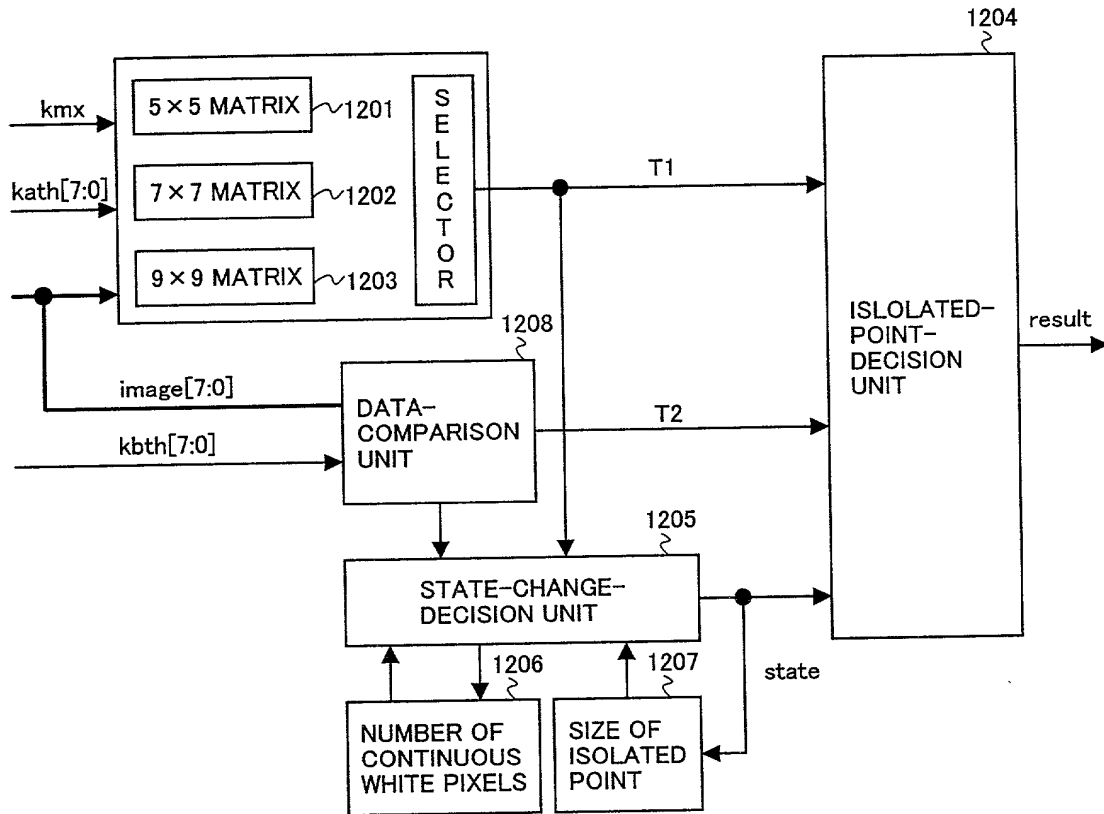 1204
kmx
5×5 MATRIX
1201
kath[7:0]
7×7 MATRIX
1202
9×9 MATRIX
1203
SELECTOR
T1
1208
image[7:0]
kbth[7:0]
DATA-
COMPARISON
UNIT
T2
ISLOLATED-
POINT-
DECISION
UNIT
result
1205
STATE-CHANGE-
DECISION UNIT
state
1206
NUMBER OF
CONTINUOUS
WHITE PIXELS
1207
SIZE OF
ISOLATED
POINT